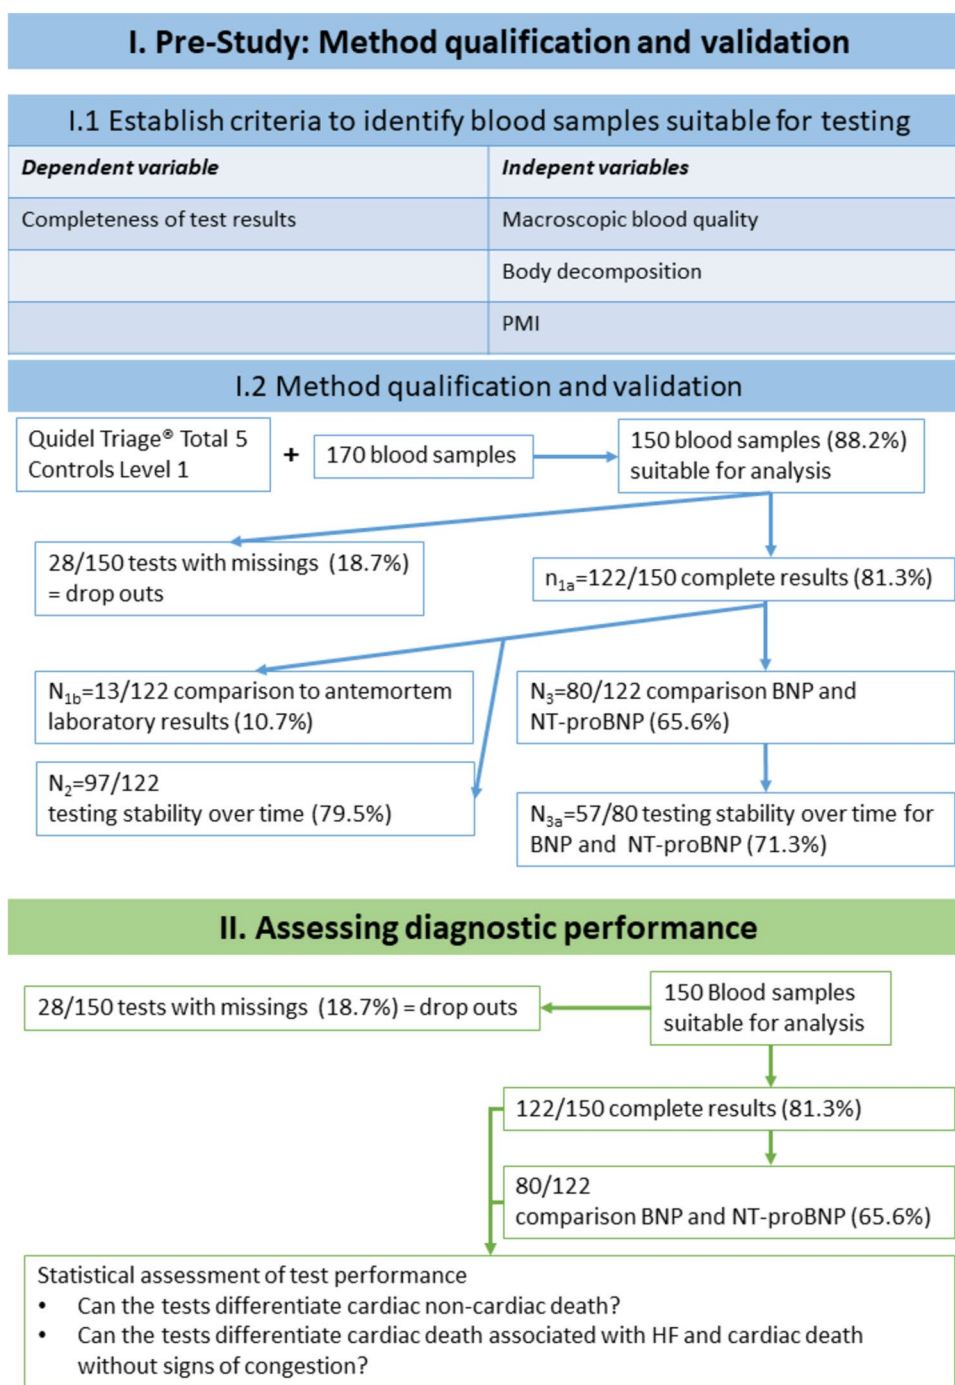 I. Pre-Study: Method qualification and validation
I.1 Establish criteria to identify blood samples suitable for testing
Dependent variable
Indepent variables
Completeness of test results
Macroscopic blood quality
Body decomposition
PMI
I.2 Method qualification and validation
Quidel Triage® Total 5
Controls Level 1
+
170 blood samples
150 blood samples (88.2%)
suitable for analysis
28/150 tests with missings (18.7%)
= drop outs
n1a=122/150 complete results (81.3%)
N1b=13/122 comparison to antemortem
laboratory results (10.7%)
N3=80/122 comparison BNP and
NT-proBNP (65.6%)
N2=97/122
testing stability over time (79.5%)
N3a=57/80 testing stability over time for
BNP and NT-proBNP (71.3%)
II. Assessing diagnostic performance
28/150 tests with missings (18.7%) = drop outs
150 Blood samples
suitable for analysis
122/150 complete results (81.3%)
80/122
comparison BNP and NT-proBNP (65.6%)
Statistical assessment of test performance
• Can the tests differentiate cardiac non-cardiac death?
• Can the tests differentiate cardiac death associated with HF and cardiac death
without signs of congestion?